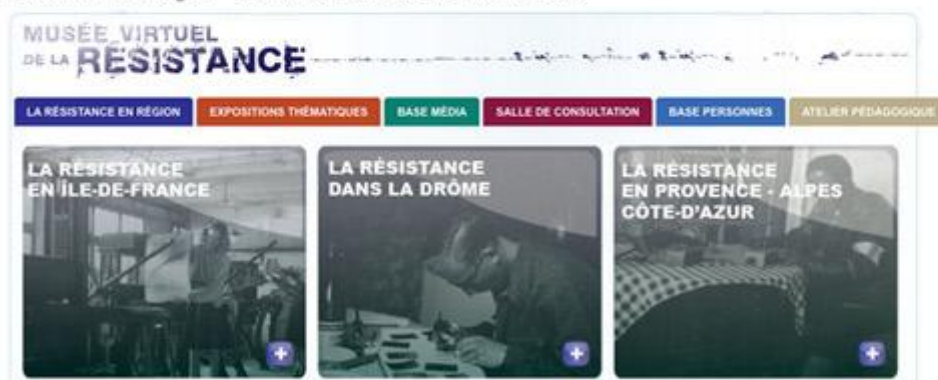 MUSÉE VIRTUEL
DE LA RÉSISTANCE
LA RÉSISTANCE EN RÉGION
EXPOSITIONS THÉMATIQUES
BASE MÉDIA
SALLE DE CONSULTATION
BASE PERSONNES
ATELIER PÉDAGOGIQUE
LA RÉSISTANCE
EN ÎLE-DE-FRANCE
LA RÉSISTANCE
DANS LA DRÔME
LA RÉSISTANCE
EN PROVENCE - ALPES
CÔTE-D'AZUR